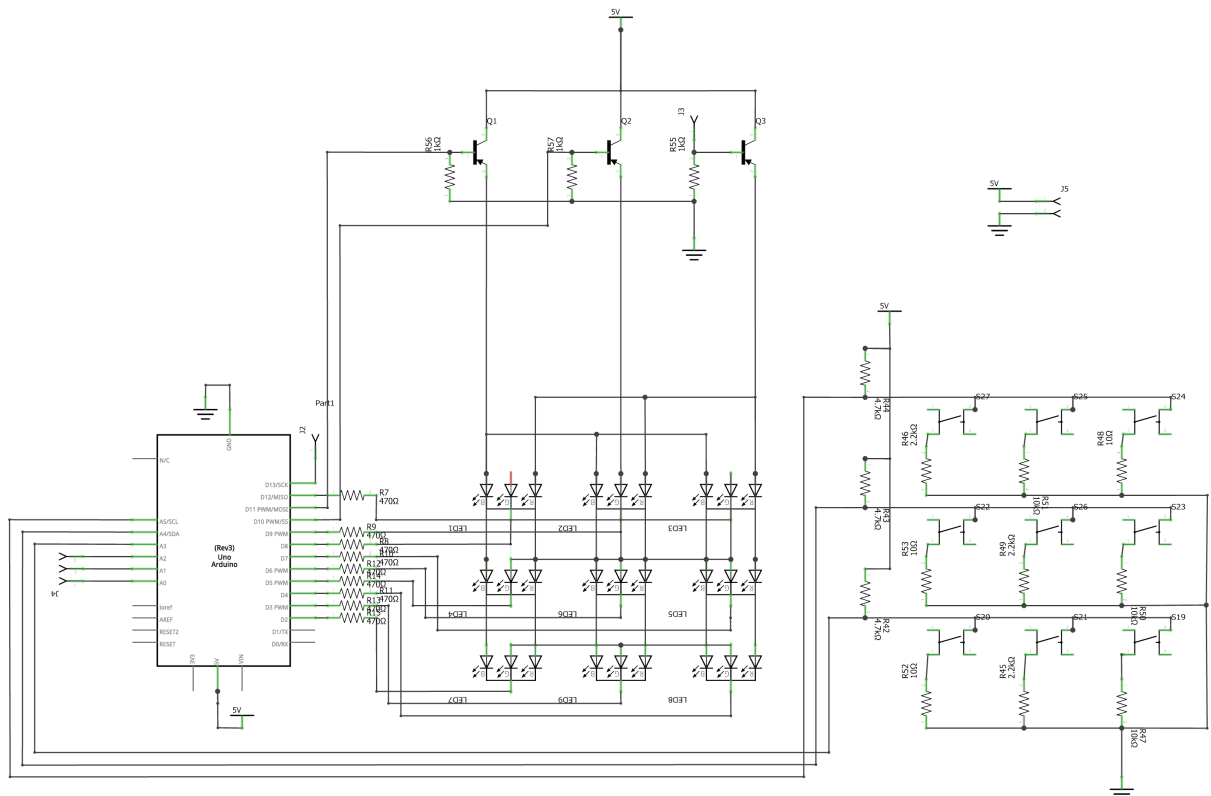 5V
Q1
Q2
J3
Q3
R56
1kΩ
R57
1kΩ
R55
1kΩ
5V
J5
5V
Part1
J2
GND
N/C
D13/SCK
D12/MISO
D11 PWM/MOSI
D10 PWM/SS
D9 PWM
D8
D7
D6 PWM
D5 PWM
D4
D3 PWM
D2
D1/TX
D0/RX
A5/SCL
A4/SDA
A3
A2
A1
A0
Ioref
AREF
RESET2
RESET
(Rev3)
Uno
Arduino
3V3
5V
VIN
J4
5V
R7
470Ω
R9
470Ω
R8
470Ω
R10
470Ω
R12
470Ω
R14
470Ω
R11
470Ω
R13
470Ω
R15
470Ω
LED1
LED2
LED3
LED4
LED6
LED5
LED7
LED9
LED8
R44
4.7kΩ
R43
4.7kΩ
R42
4.7kΩ
S27
S25
S24
R46
2.2kΩ
R51
10kΩ
R48
10Ω
S22
S26
S23
R53
10Ω
R49
2.2kΩ
R50
10kΩ
S20
S21
S19
R52
10Ω
R45
2.2kΩ
R47
10kΩ